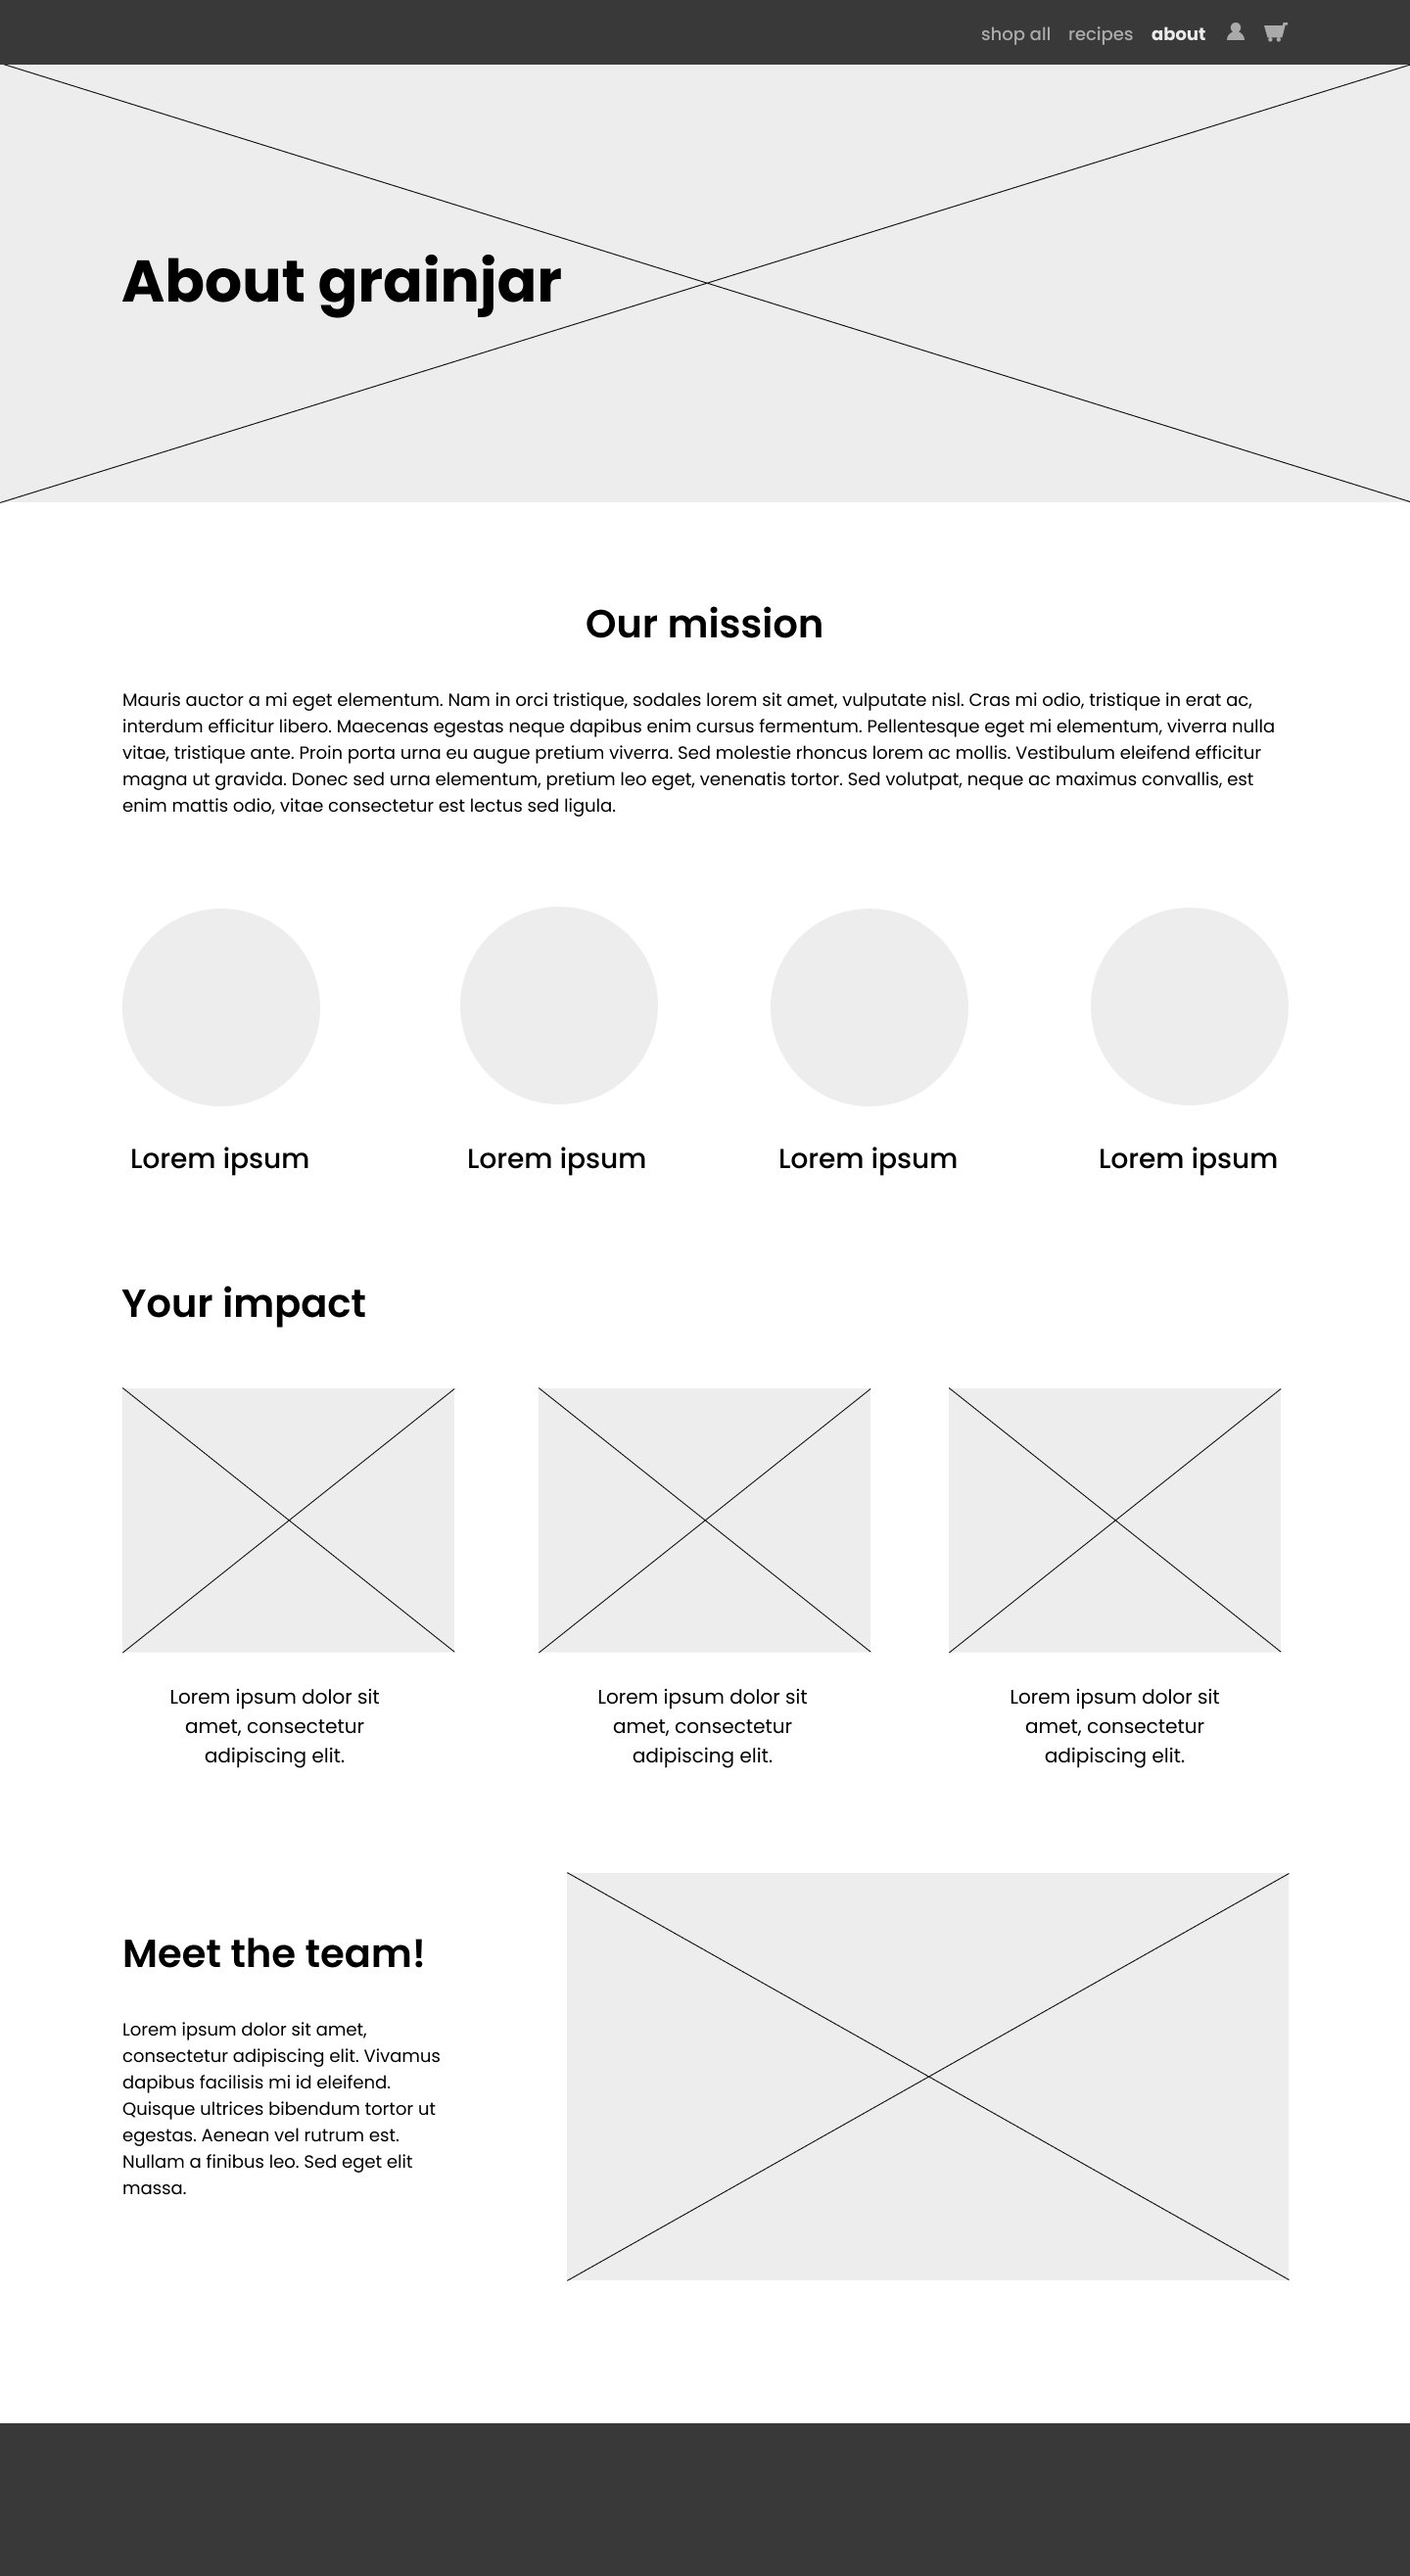 shop all recipes about
About grainjar
Our mission
Mauris auctor a mi eget elementum. Nam in orci tristique, sodales lorem sit amet, vulputate nisl. Cras mi odio, tristique in erat ac,
interdum efficitur libero. Maecenas egestas neque dapibus enim cursus fermentum. Pellentesque eget mi elementum, viverra nulla
vitae, tristique ante. Proin porta urna eu augue pretium viverra. Sed molestie rhoncus lorem ac mollis. Vestibulum eleifend efficitur
magna ut gravida. Donec sed urna elementum, pretium leo eget, venenatis tortor. Sed volutpat, neque ac maximus convallis, est
enim mattis odio, vitae consectetur est lectus sed ligula.
Lorem ipsum
Lorem ipsum
Lorem ipsum
Lorem ipsum
Your impact
Lorem ipsum dolor sit
amet, consectetur
adipiscing elit.
Lorem ipsum dolor sit
amet, consectetur
adipiscing elit.
Lorem ipsum dolor sit
amet, consectetur
adipiscing elit.
Meet the team!
Lorem ipsum dolor sit amet,
consectetur adipiscing elit. Vivamus
dapibus facilisis mi id eleifend.
Quisque ultrices bibendum tortor ut
egestas. Aenean vel rutrum est.
Nullam a finibus leo. Sed eget elit
massa.